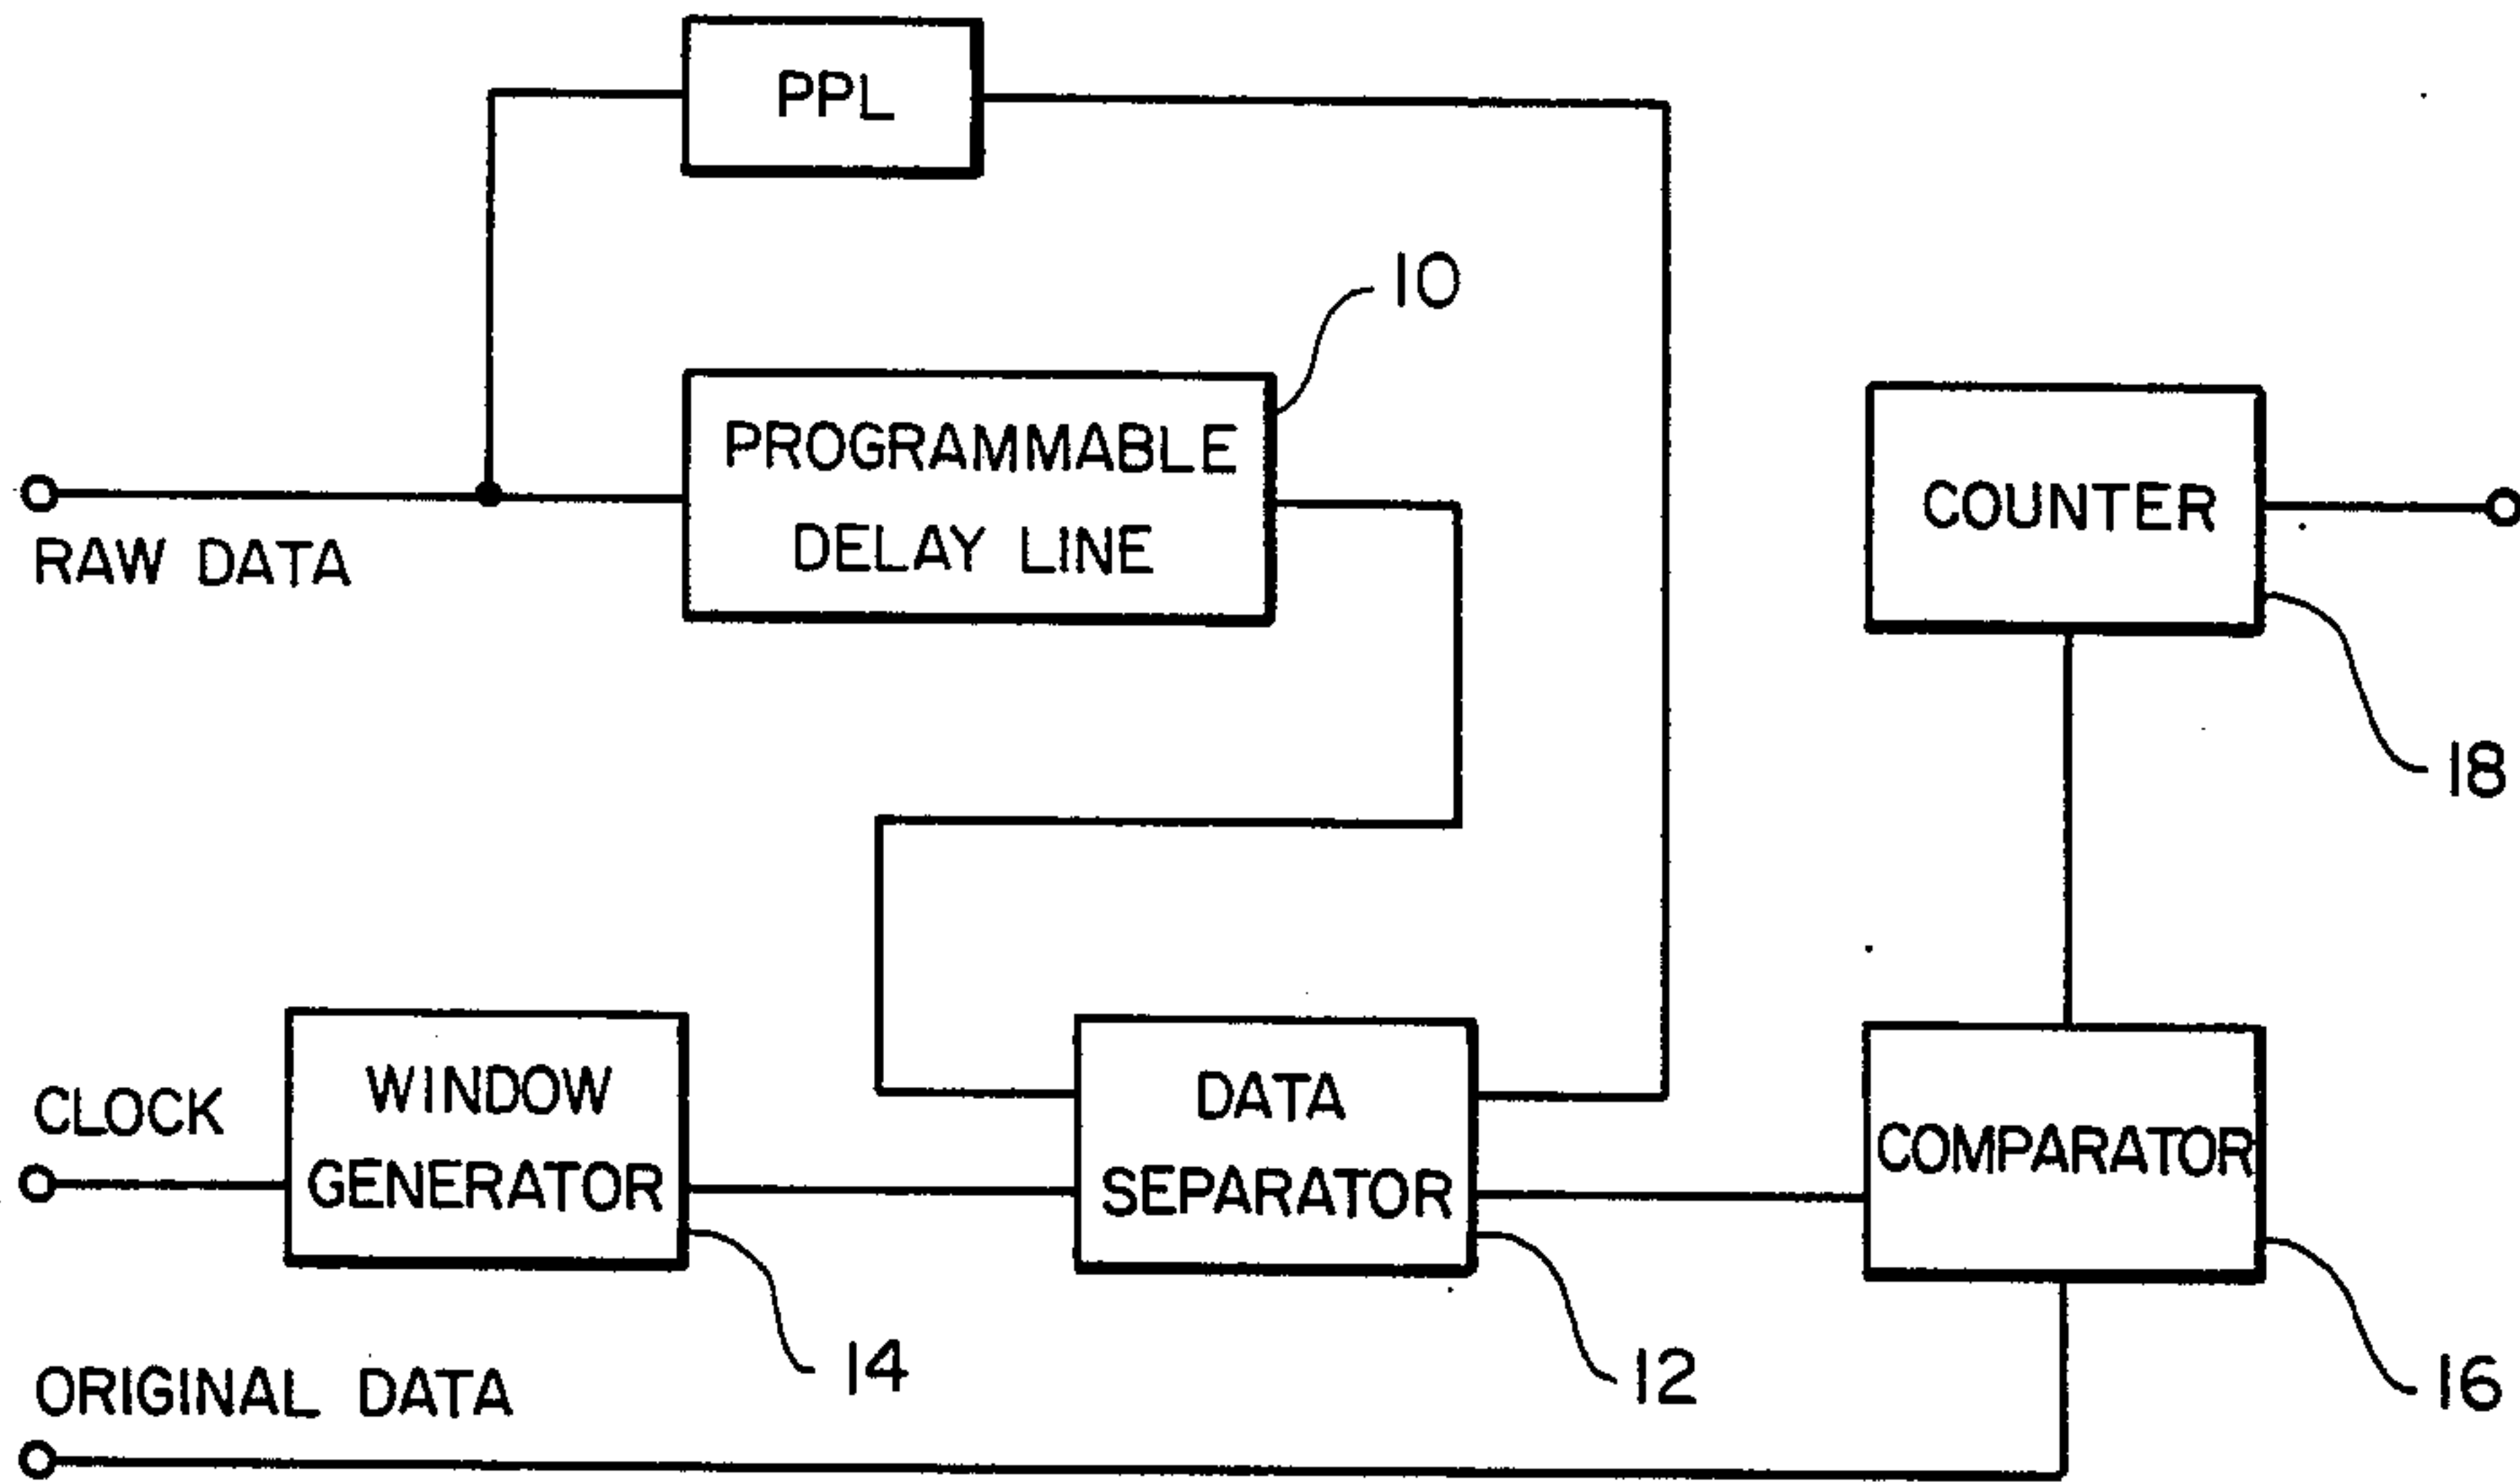 PPL
10
PROGRAMMABLE
DELAY LINE
RAW DATA
COUNTER
18
CLOCK
WINDOW
GENERATOR
14
DATA
SEPARATOR
12
COMPARATOR
16
ORIGINAL DATA